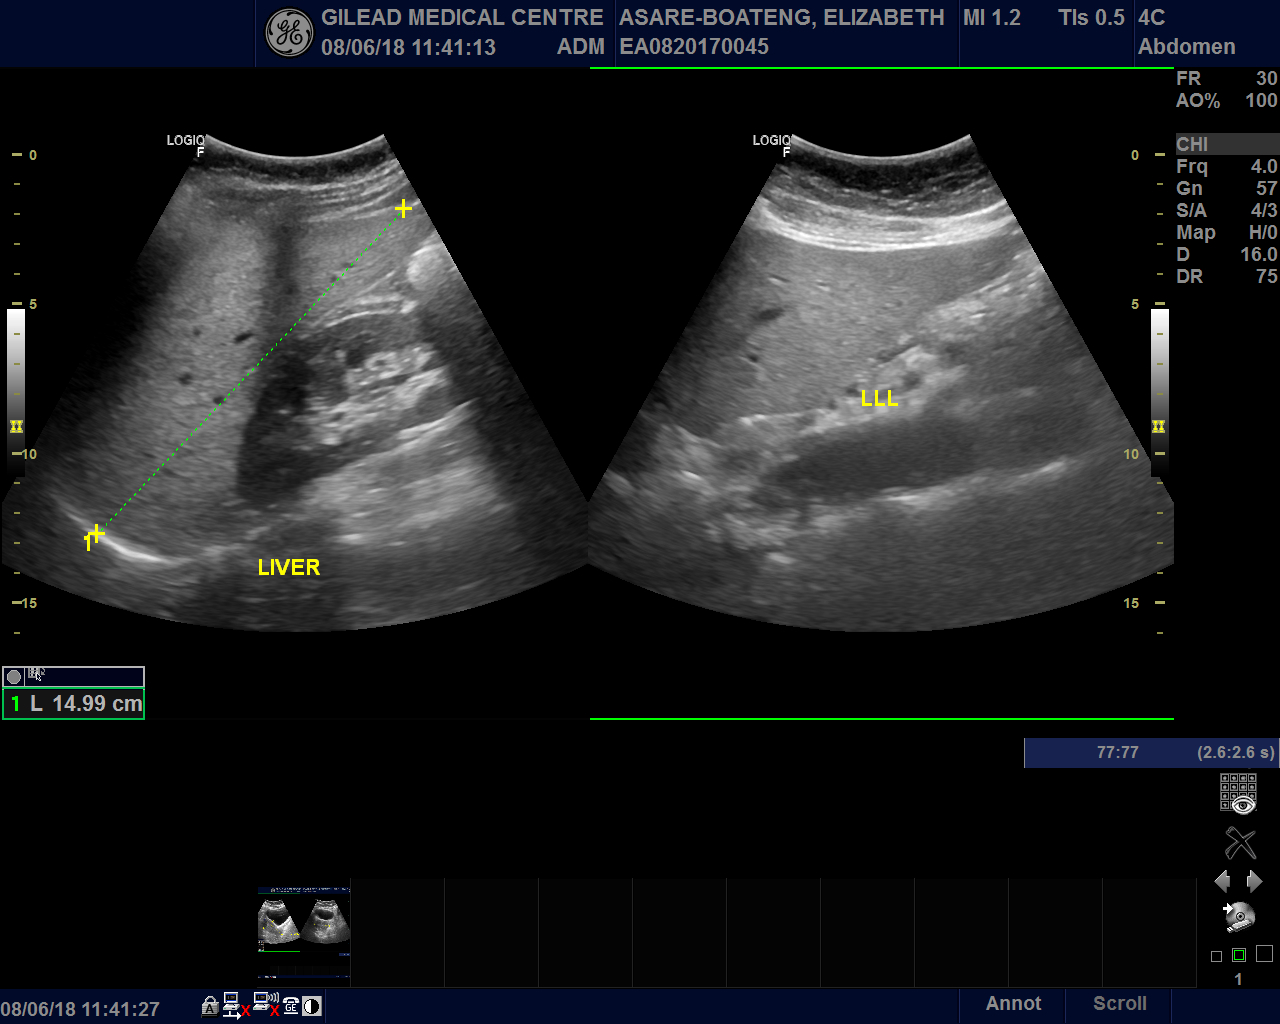 GILEAD MEDICAL CENTRE
08/06/18 11:41:13 ADM
ASARE-BOATENG, ELIZABETH
EA0820170045
MI 1.2 TIs 0.5
4C
Abdomen
FR 30
AO% 100
CHI
Frq 4.0
Gn 57
S/A 4/3
Map H/0
D 16.0
DR 75
LOGIQ
F
0
5
10
15
1
LIVER
LOGIQ
F
0
5
10
15
LLL
1 L 14.99 cm
77:77 (2.6:2.6 s)
1
08/06/18 11:41:27
A
GE
Annot
Scroll